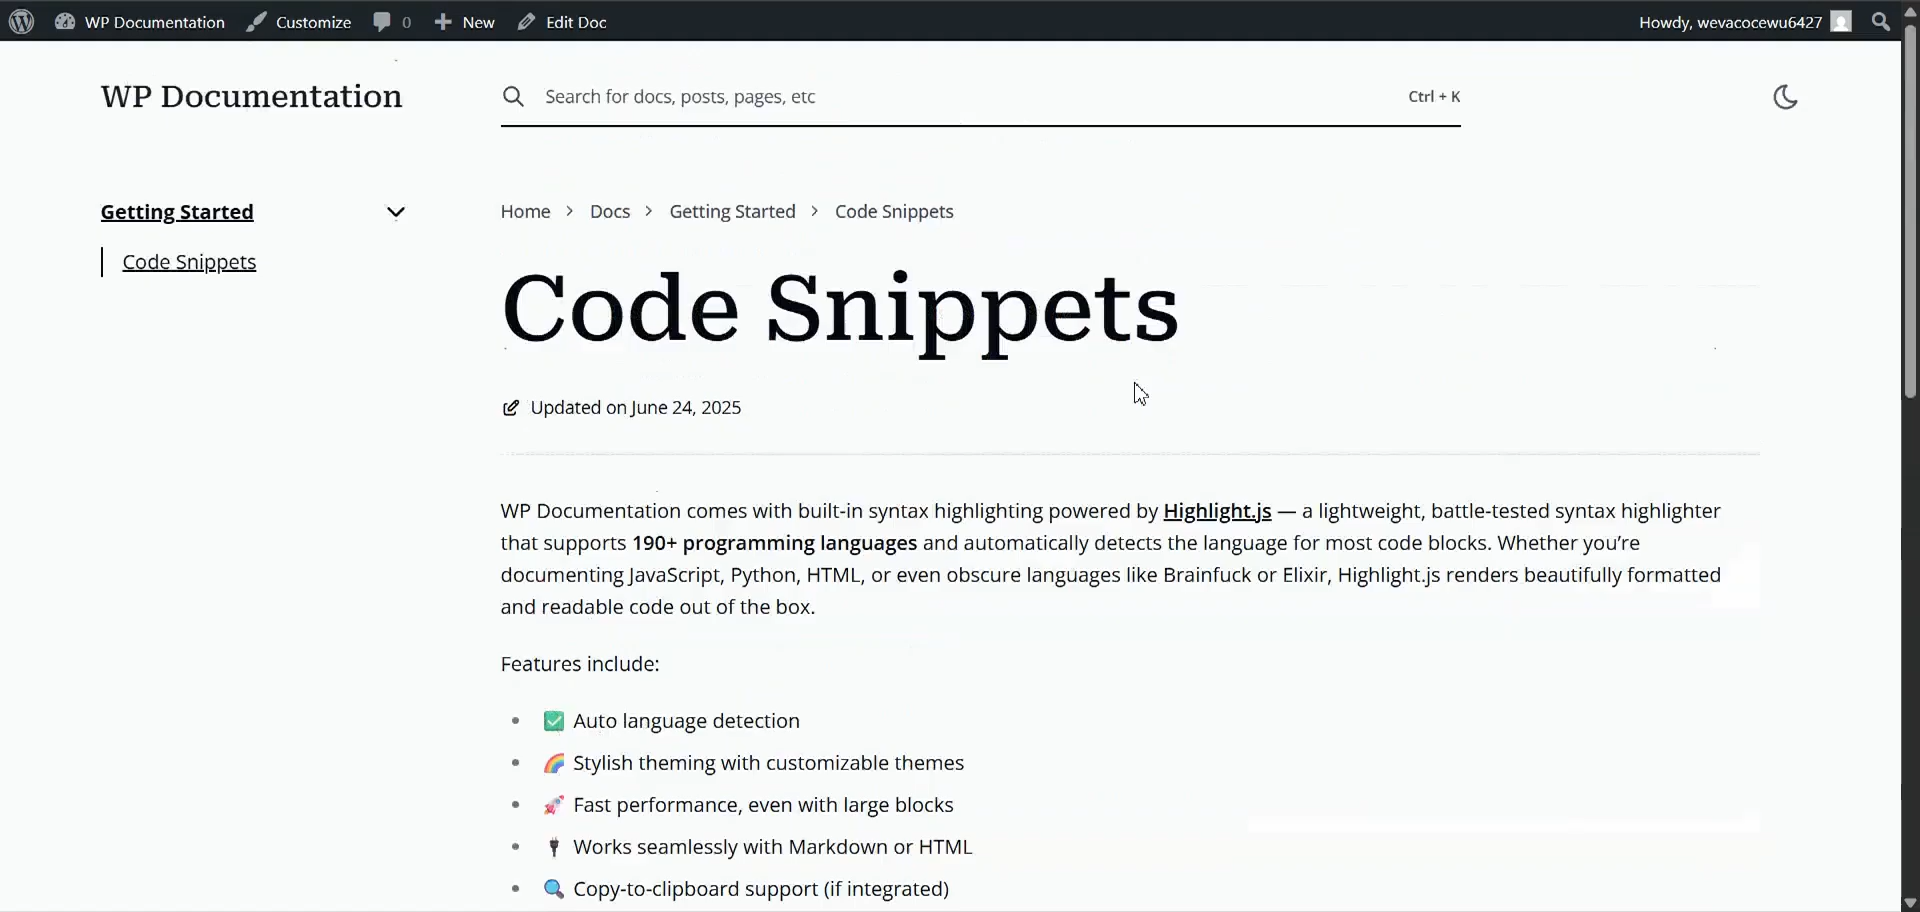 WP Documentation Customize 0 New Edit Doc Howdy, wevacocewu6427
WP Documentation
Search for docs, posts, pages, etc Ctrl + K
Getting Started
Code Snippets
Home > Docs > Getting Started > Code Snippets
Code Snippets
Updated on June 24, 2025
WP Documentation comes with built-in syntax highlighting powered by Highlight.js — a lightweight, battle-tested syntax highlighter
that supports 190+ programming languages and automatically detects the language for most code blocks. Whether you’re
documenting JavaScript, Python, HTML, or even obscure languages like Brainfuck or Elixir, Highlight.js renders beautifully formatted
and readable code out of the box.
Features include:
• ✅ Auto language detection
• 🌈 Stylish theming with customizable themes
• 🚀 Fast performance, even with large blocks
• 🔌 Works seamlessly with Markdown or HTML
• 🔍 Copy-to-clipboard support (if integrated)